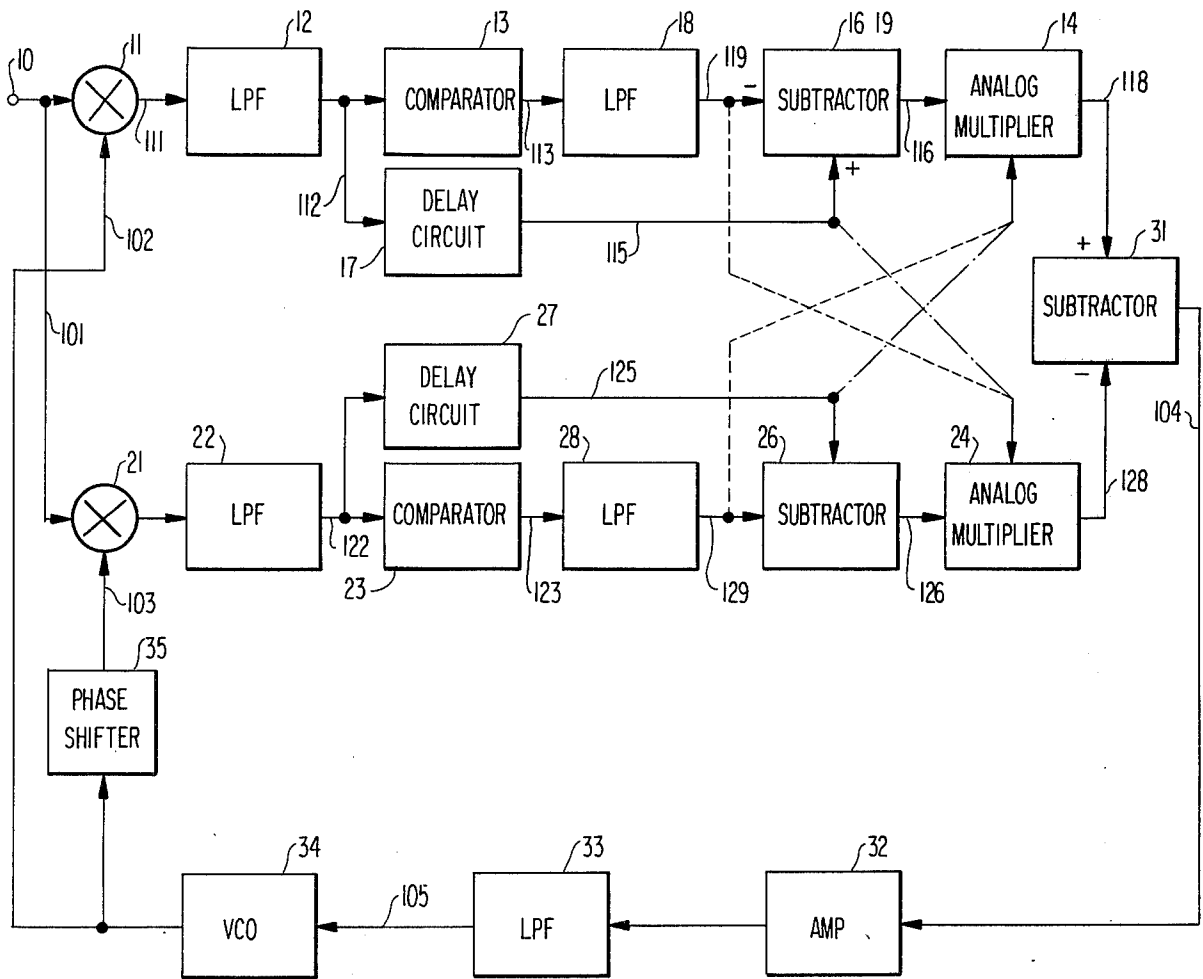 12
13
18
16 19
14
10
11
119
118
LPF
COMPARATOR
LPF
−
SUBTRACTOR
ANALOG
MULTIPLIER
111
113
116
112
+
102
DELAY
CIRCUIT
17
115
+
31
SUBTRACTOR
101
27
−
DELAY
CIRCUIT
125
104
22
28
26
24
21
LPF
COMPARATOR
LPF
SUBTRACTOR
ANALOG
MULTIPLIER
128
122
23
123
129
126
103
35
PHASE
SHIFTER
34
33
32
105
VCO
LPF
AMP